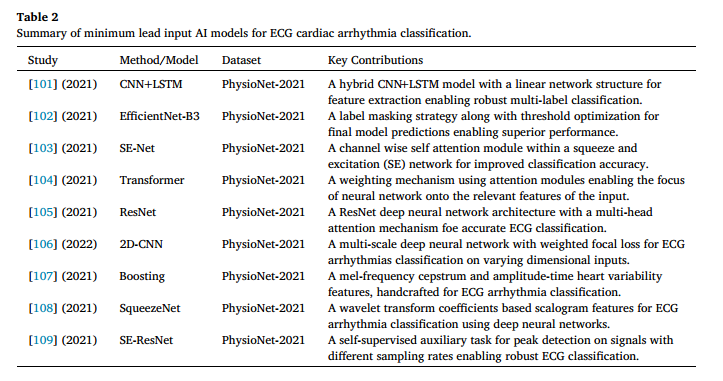 Table 2
Summary of minimum lead input AI models for ECG cardiac arrhythmia classification.
Study Method/Model Dataset Key Contributions
[101] (2021) CNN+LSTM PhysioNet-2021 A hybrid CNN+LSTM model with a linear network structure for
feature extraction enabling robust multi-label classification.
[102] (2021) EfficientNet-B3 PhysioNet-2021 A label masking strategy along with threshold optimization for
final model predictions enabling superior performance.
[103] (2021) SE-Net PhysioNet-2021 A channel wise self attention module within a squeeze and
excitation (SE) network for improved classification accuracy.
[104] (2021) Transformer PhysioNet-2021 A weighting mechanism using attention modules enabling the focus
of neural network onto the relevant features of the input.
[105] (2021) ResNet PhysioNet-2021 A ResNet deep neural network architecture with a multi-head
attention mechanism foe accurate ECG classification.
[106] (2022) 2D-CNN PhysioNet-2021 A multi-scale deep neural network with weighted focal loss for ECG
arrhythmias classification on varying dimensional inputs.
[107] (2021) Boosting PhysioNet-2021 A mel-frequency cepstrum and amplitude-time heart variability
features, handcrafted for ECG arrhythmia classification.
[108] (2021) SqueezeNet PhysioNet-2021 A wavelet transform coefficients based scalogram features for ECG
arrhythmia classification using deep neural networks.
[109] (2021) SE-ResNet PhysioNet-2021 A self-supervised auxiliary task for peak detection on signals with
different sampling rates enabling robust ECG classification.